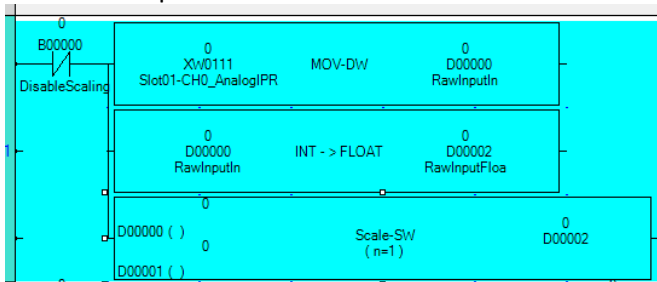 0
B00000
DisableScaling
0
XW0111
Slot01-CH0_AnalogIPR
MOV-DW
0
D00000
RawInputIn
1
0
D00000
RawInputIn
INT - > FLOAT
0
D00002
RawInputFloa
0
D00000 ( )
0
D00001 ( )
Scale-SW
( n=1 )
0
D00002